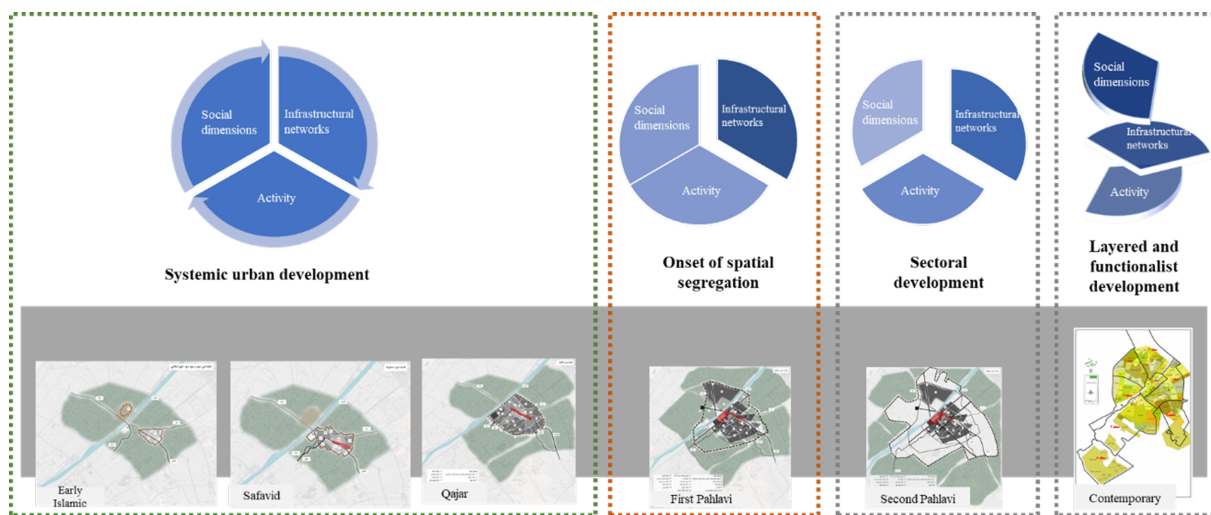 Social
dimensions
Infrastructural
networks
Activity
Systemic urban development
Social
dimensions
Infrastructural
networks
Activity
Onset of spatial
segregation
Social
dimensions
Infrastructural
networks
Activity
Sectoral
development
Social
dimensions
Infrastructural
networks
Activity
Layered and
functionalist
development
Early
Islamic
Safavid
Qajar
First Pahlavi
Second Pahlavi
Contemporary